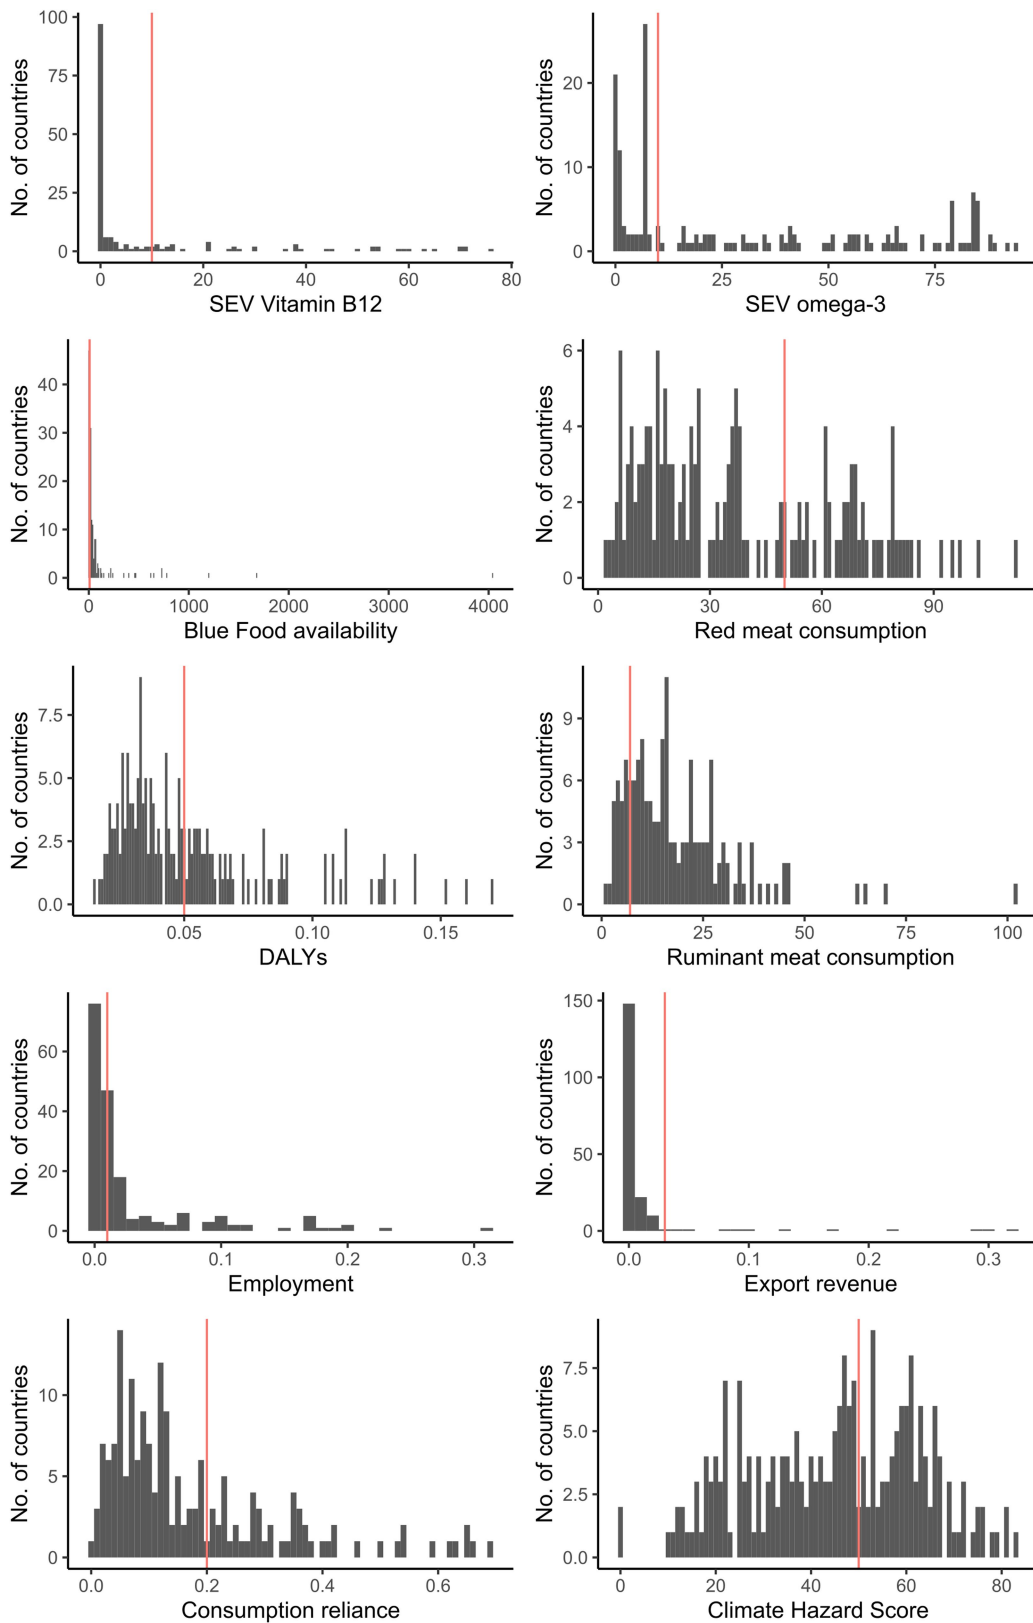 No. of countries
100
75
50
25
0
0 20 40 60 80
SEV Vitamin B12
No. of countries
20
10
0
0 25 50 75
SEV omega-3
No. of countries
40
30
20
10
0
0 1000 2000 3000 4000
Blue Food availability
No. of countries
6
4
2
0
0 30 60 90
Red meat consumption
No. of countries
7.5
5.0
2.5
0.0
0.05 0.10 0.15
DALYs
No. of countries
9
6
3
0
0 25 50 75 100
Ruminant meat consumption
No. of countries
60
40
20
0
0.0 0.1 0.2 0.3
Employment
No. of countries
150
100
50
0
0.0 0.1 0.2 0.3
Export revenue
No. of countries
10
5
0
0.0 0.2 0.4 0.6
Consumption reliance
No. of countries
7.5
5.0
2.5
0.0
0 20 40 60 80
Climate Hazard Score